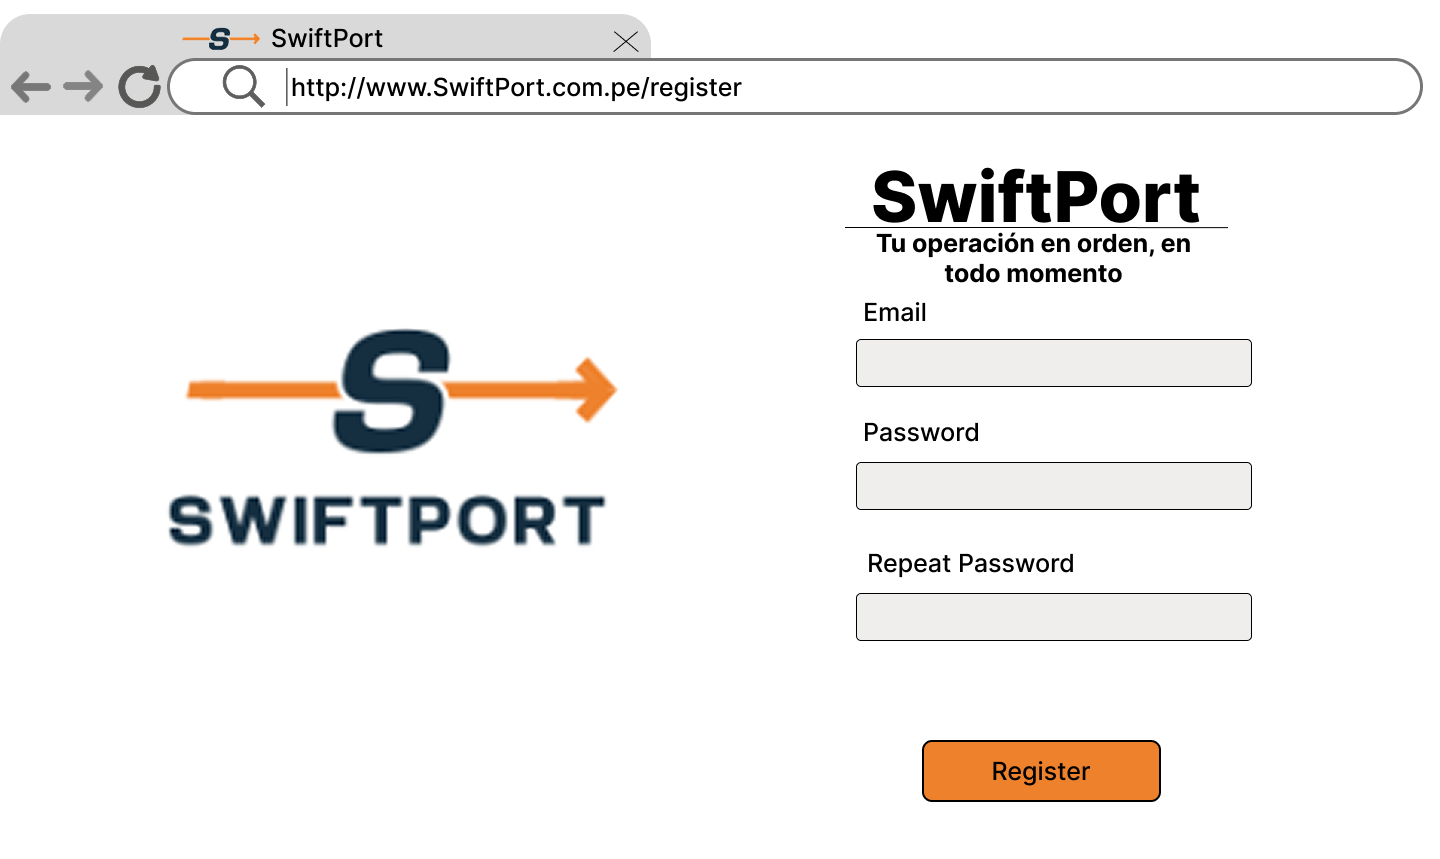 S SwiftPort
http://www.SwiftPort.com.pe/register
S
SWIFTPORT
SwiftPort
Tu operación en orden, en
todo momento
Email
Password
Repeat Password
Register